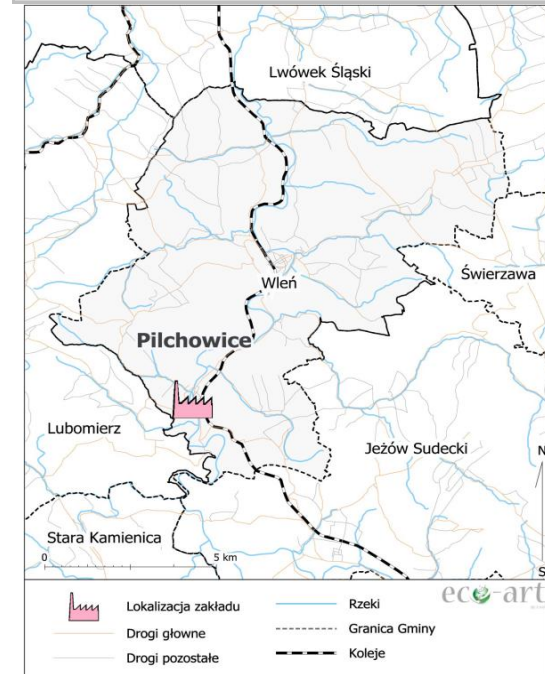 Lwówek Śląski
Świerzawa
Wleń
Pilchowice
Lubomierz
Jeżów Sudecki
Stara Kamienica
N
0 5 km
S
eco-art
Lokalizacja zakładu
Rzeki
Drogi głowne
Granica Gminy
Drogi pozostałe
Koleje